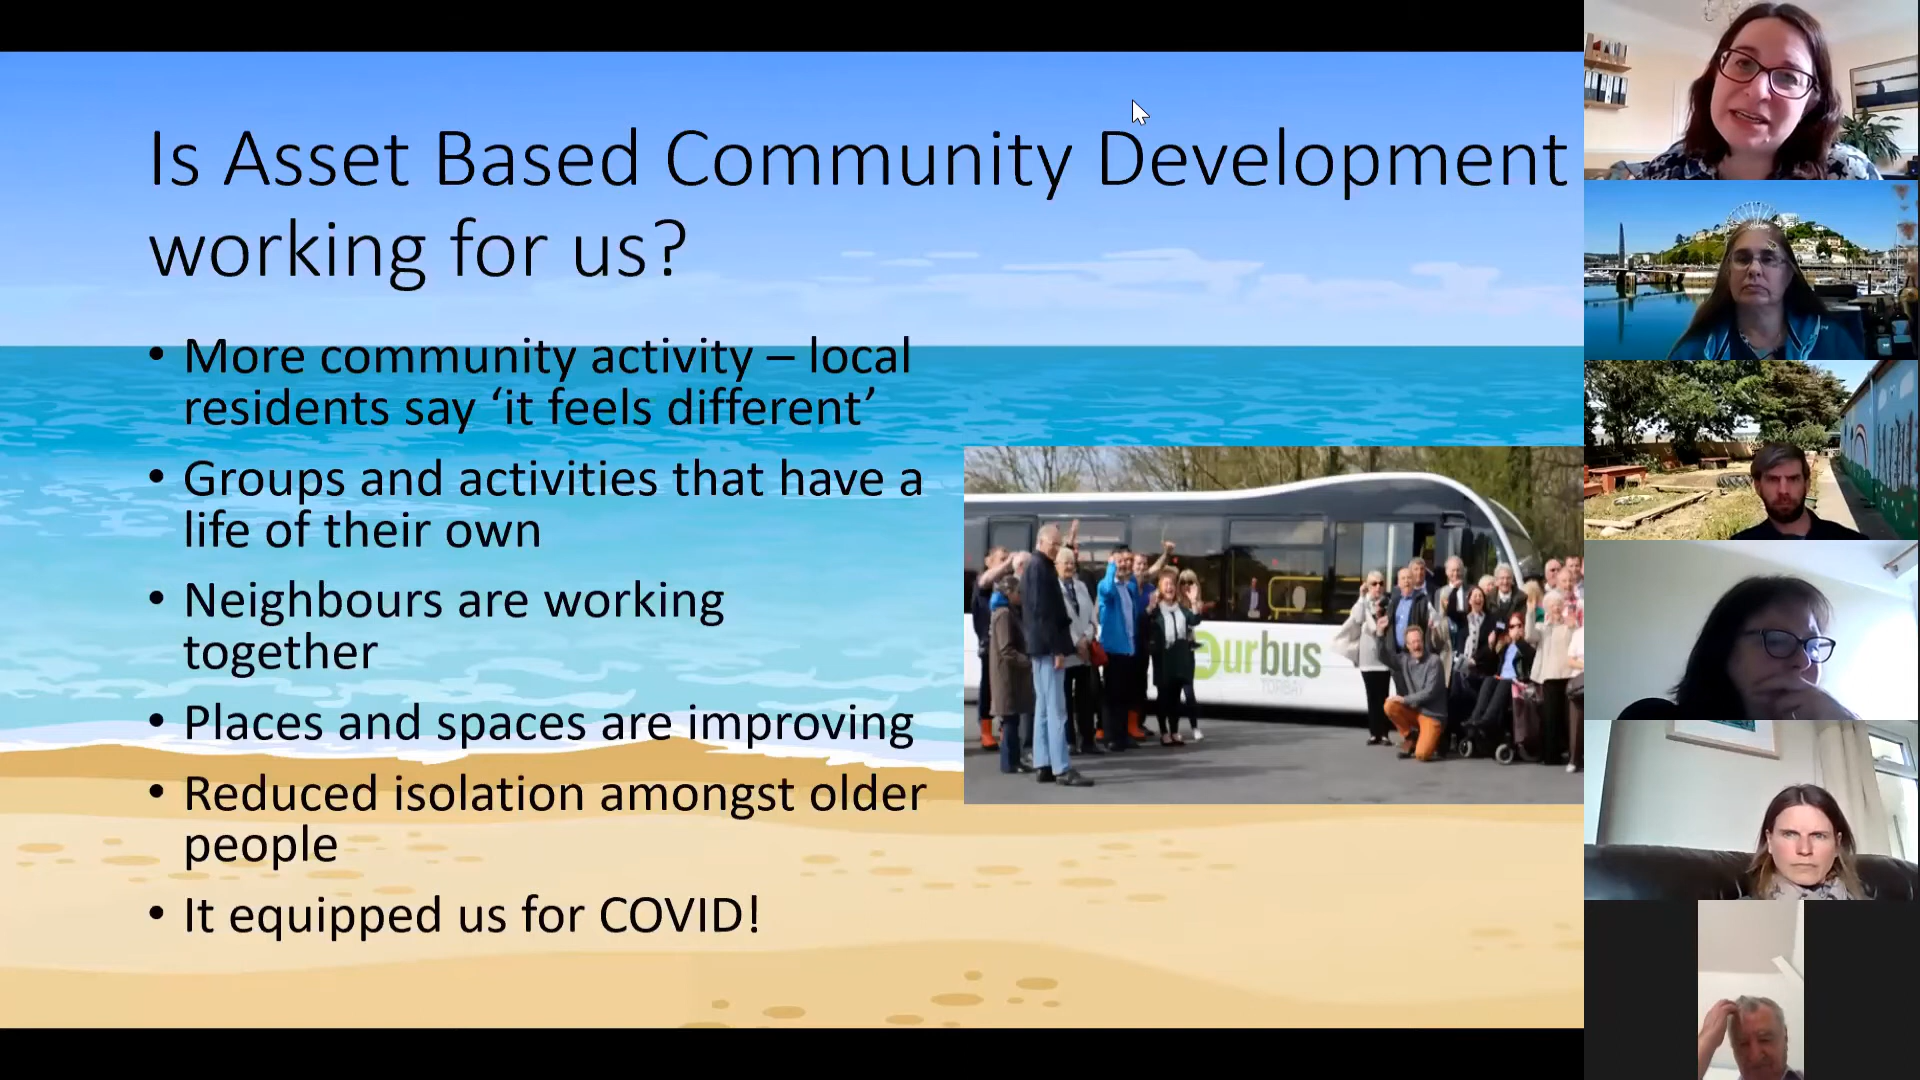 Is Asset Based Community Development
working for us?
• More community activity – local
residents say ‘it feels different’
• Groups and activities that have a
life of their own
• Neighbours are working
together
• Places and spaces are improving
• Reduced isolation amongst older
people
• It equipped us for COVID!
Ourbus
TORBAY